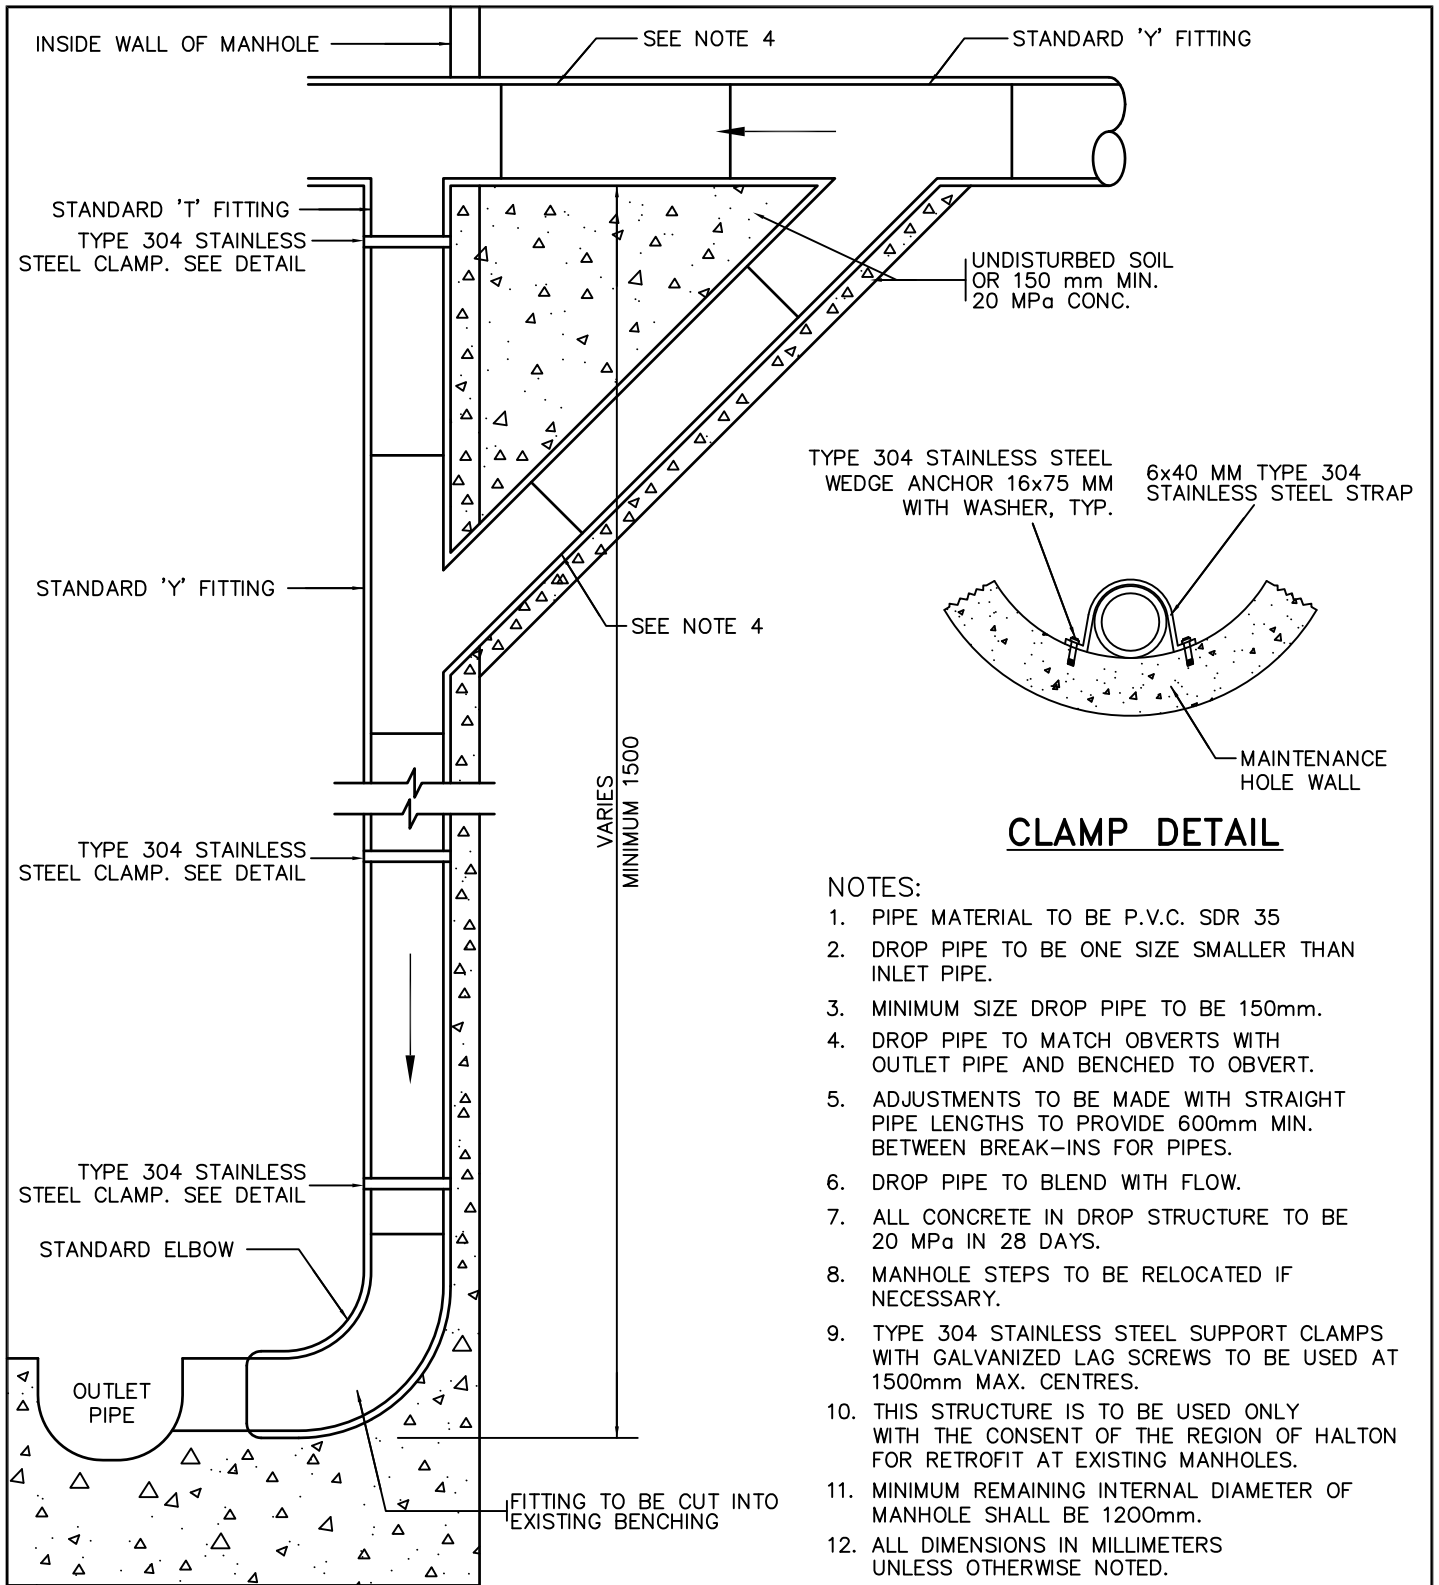 INSIDE WALL OF MANHOLE
SEE NOTE 4
STANDARD 'Y' FITTING
STANDARD 'T' FITTING
TYPE 304 STAINLESS
STEEL CLAMP. SEE DETAIL
UNDISTURBED SOIL
OR 150 mm MIN.
20 MPa CONC.
TYPE 304 STAINLESS STEEL
WEDGE ANCHOR 16x75 MM
WITH WASHER, TYP.
6x40 MM TYPE 304
STAINLESS STEEL STRAP
STANDARD 'Y' FITTING
SEE NOTE 4
MAINTENANCE
HOLE WALL
VARIES
MINIMUM 1500
CLAMP DETAIL
TYPE 304 STAINLESS
STEEL CLAMP. SEE DETAIL
TYPE 304 STAINLESS
STEEL CLAMP. SEE DETAIL
STANDARD ELBOW
OUTLET
PIPE
FITTING TO BE CUT INTO
EXISTING BENCHING
NOTES:
1. PIPE MATERIAL TO BE P.V.C. SDR 35
2. DROP PIPE TO BE ONE SIZE SMALLER THAN
INLET PIPE.
3. MINIMUM SIZE DROP PIPE TO BE 150mm.
4. DROP PIPE TO MATCH OBVERTS WITH
OUTLET PIPE AND BENCHED TO OBVERT.
5. ADJUSTMENTS TO BE MADE WITH STRAIGHT
PIPE LENGTHS TO PROVIDE 600mm MIN.
BETWEEN BREAK-INS FOR PIPES.
6. DROP PIPE TO BLEND WITH FLOW.
7. ALL CONCRETE IN DROP STRUCTURE TO BE
20 MPa IN 28 DAYS.
8. MANHOLE STEPS TO BE RELOCATED IF
NECESSARY.
9. TYPE 304 STAINLESS STEEL SUPPORT CLAMPS
WITH GALVANIZED LAG SCREWS TO BE USED AT
1500mm MAX. CENTRES.
10. THIS STRUCTURE IS TO BE USED ONLY
WITH THE CONSENT OF THE REGION OF HALTON
FOR RETROFIT AT EXISTING MANHOLES.
11. MINIMUM REMAINING INTERNAL DIAMETER OF
MANHOLE SHALL BE 1200mm.
12. ALL DIMENSIONS IN MILLIMETERS
UNLESS OTHERWISE NOTED.